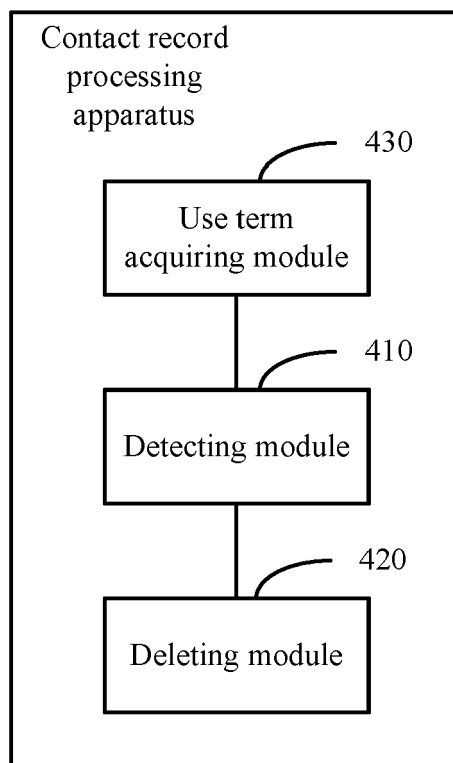 Contact record
processing
apparatus
430
Use term
acquiring module
410
Detecting module
420
Deleting module